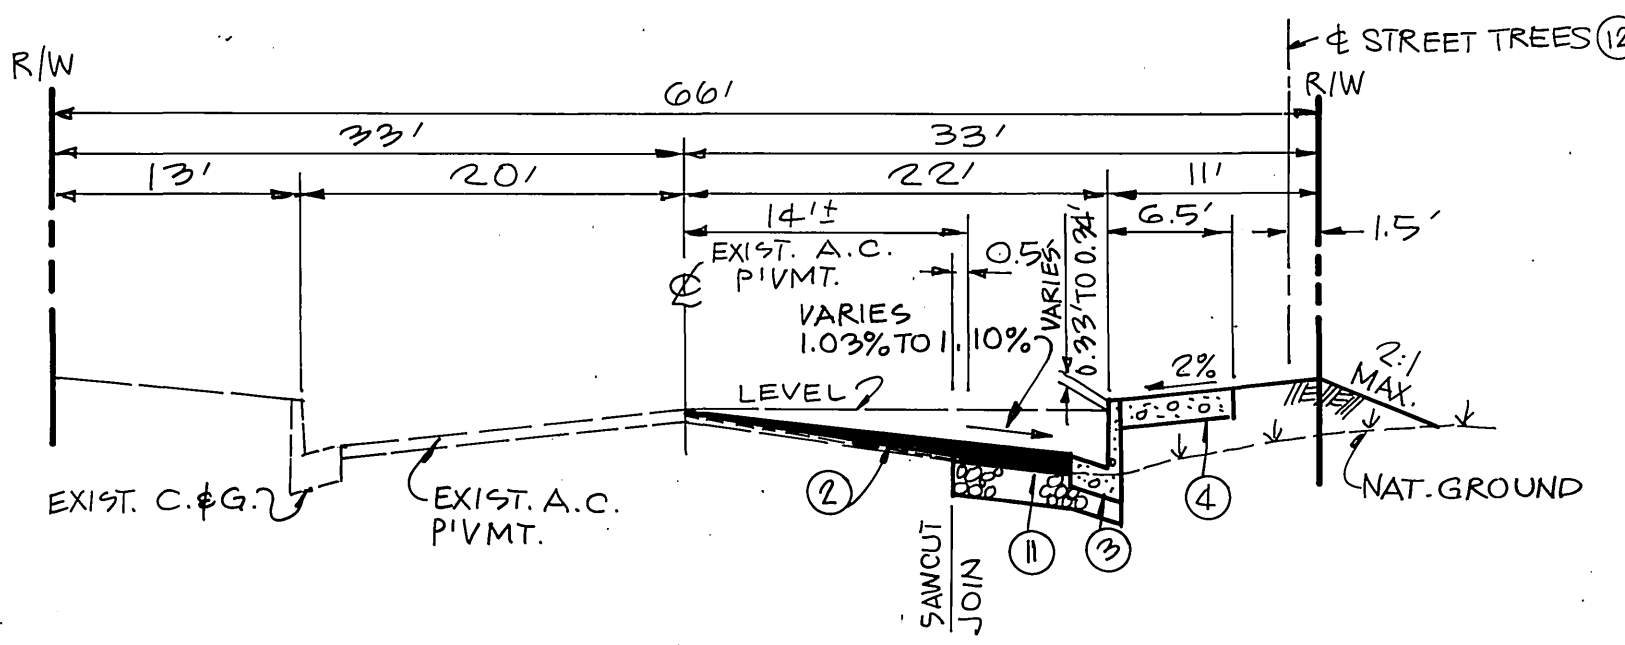 ℄ STREET TREES 12
R/W
R/W
66'
33'
33'
13'
20'
22'
11'
14'±
6.5'
1.5'
EXIST. A.C.
P'VMT.
0.5
℄
VARIES
0.33' TO 0.34'
VARIES
1.03% TO 1.10%
2%
2:1
MAX.
LEVEL
EXIST. C.&G.
EXIST. A.C.
P'VMT.
2
11
3
4
NAT. GROUND
SAWCUT
JOIN